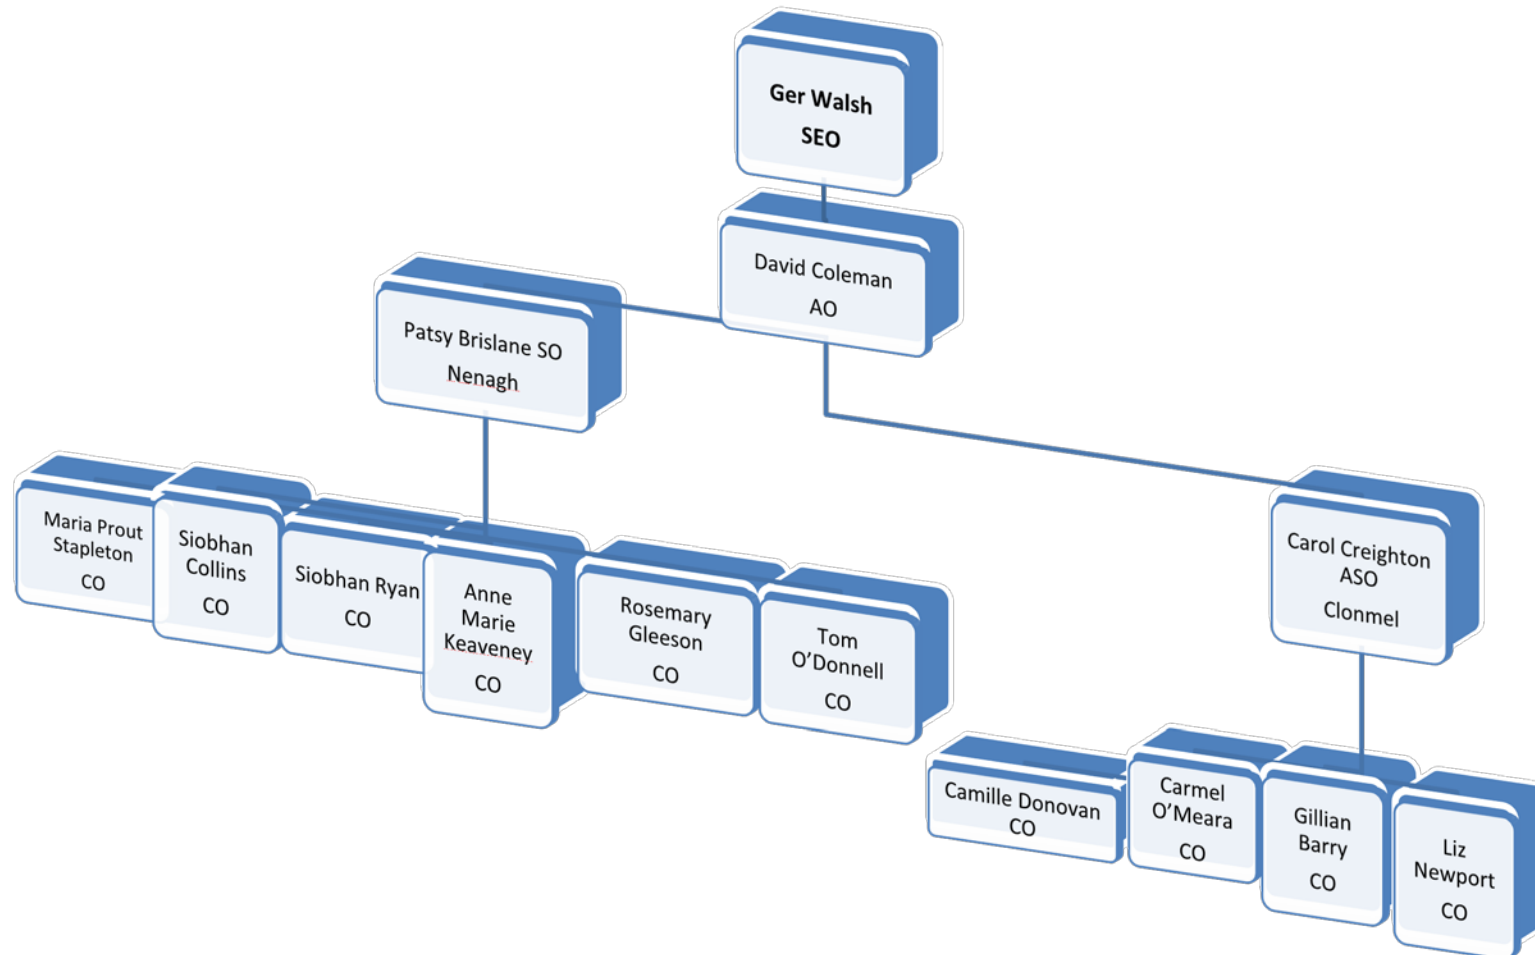 Ger Walsh
SEO
David Coleman
AO
Patsy Brislane SO
Nenagh
Maria Prout
Stapleton
CO
Siobhan
Collins
CO
Siobhan Ryan
CO
Anne
Marie
Keaveney
CO
Rosemary
Gleeson
CO
Tom
O’Donnell
CO
Carol Creighton
ASO
Clonmel
Camille Donovan
CO
Carmel
O’Meara
CO
Gillian
Barry
CO
Liz
Newport
CO